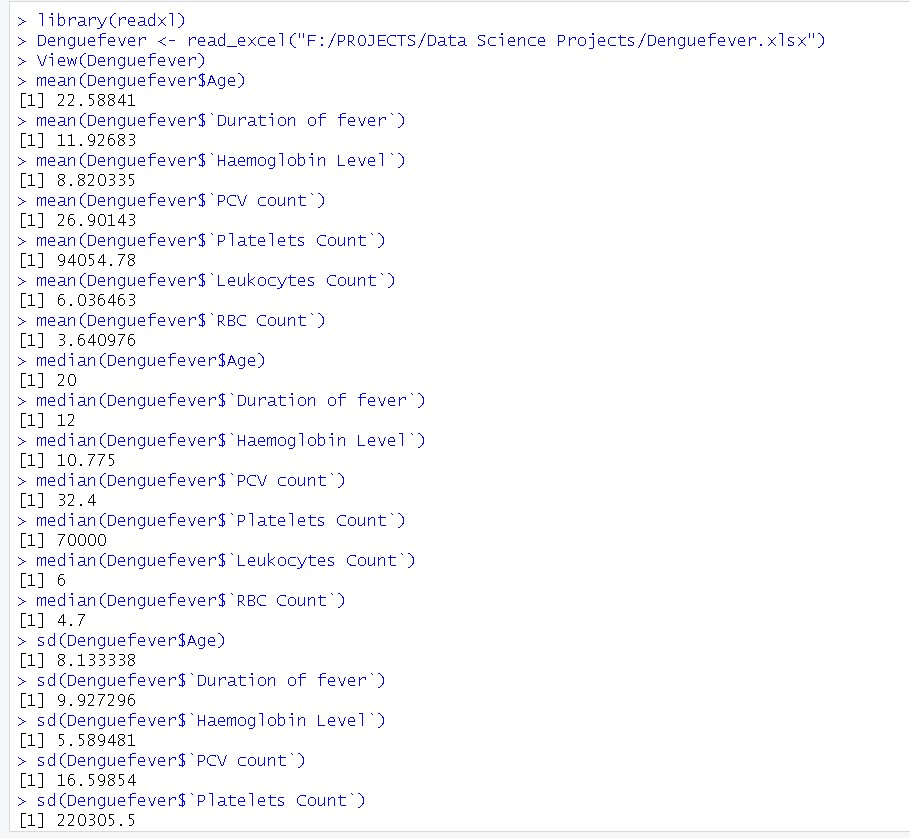 > library(readxl)
> Denguefever <- read_excel("F:/PROJECTS/Data Science Projects/Denguefever.xlsx")
> View(Denguefever)
> mean(Denguefever$Age)
[1] 22.58841
> mean(Denguefever$`Duration of fever`)
[1] 11.92683
> mean(Denguefever$`Haemoglobin Level`)
[1] 8.820335
> mean(Denguefever$`PCV count`)
[1] 26.90143
> mean(Denguefever$`Platelets Count`)
[1] 94054.78
> mean(Denguefever$`Leukocytes Count`)
[1] 6.036463
> mean(Denguefever$`RBC Count`)
[1] 3.640976
> median(Denguefever$Age)
[1] 20
> median(Denguefever$`Duration of fever`)
[1] 12
> median(Denguefever$`Haemoglobin Level`)
[1] 10.775
> median(Denguefever$`PCV count`)
[1] 32.4
> median(Denguefever$`Platelets Count`)
[1] 70000
> median(Denguefever$`Leukocytes Count`)
[1] 6
> median(Denguefever$`RBC Count`)
[1] 4.7
> sd(Denguefever$Age)
[1] 8.133338
> sd(Denguefever$`Duration of fever`)
[1] 9.927296
> sd(Denguefever$`Haemoglobin Level`)
[1] 5.589481
> sd(Denguefever$`PCV count`)
[1] 16.59854
> sd(Denguefever$`Platelets Count`)
[1] 220305.5